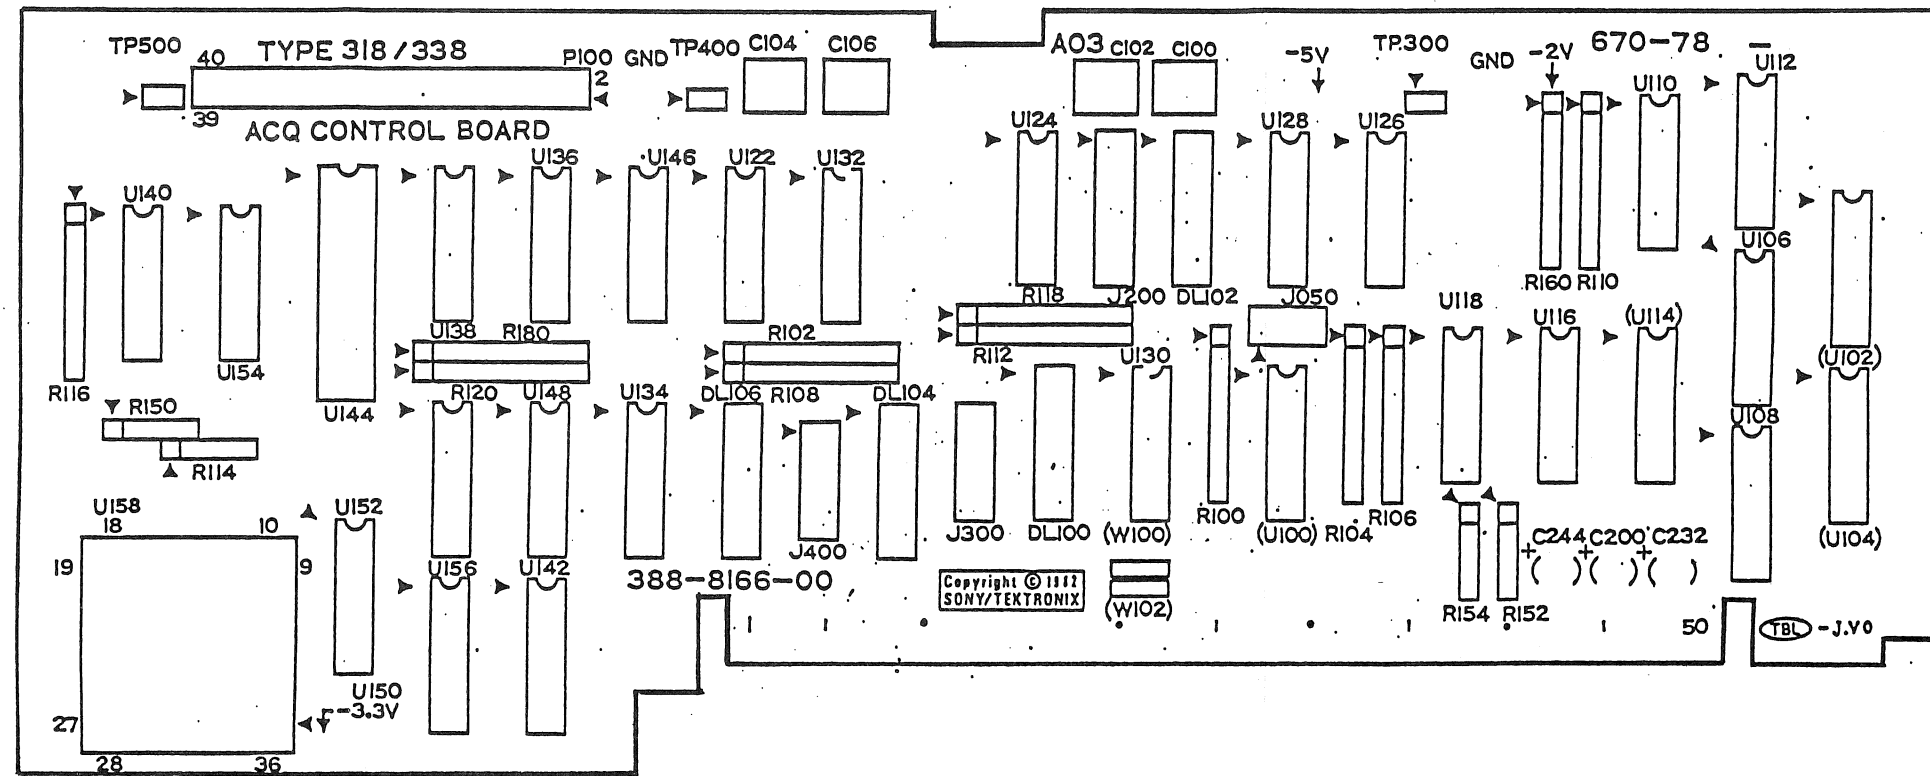 TP500
TYPE 318/338
40
P100
2
GND
TP400
C104
C106
A03
C102
C100
-5V
TP300
GND
-2V
670-78
U112
39
ACQ CONTROL BOARD
U110
U124
U128
U126
U136
U146
U122
U132
U140
U106
R160
R110
R118
J200
DL102
J050
U118
U116
(U114)
U138
R180
R102
R112
U130
(U102)
U154
R116
R120
U148
U134
DL106
R108
DL104
U144
R150
U108
R114
U158
18
10
U152
R100
R104
R106
J300
DL100
(W100)
(U100)
J400
+C244
+C200
+C232
( )
( )
( )
(U104)
19
9
U156
U142
388-8166-00
Copyright © 1982
SONY/TEKTRONIX
(W102)
R154
R152
50
TBL
-J.VO
U150
-3.3V
27
28
36